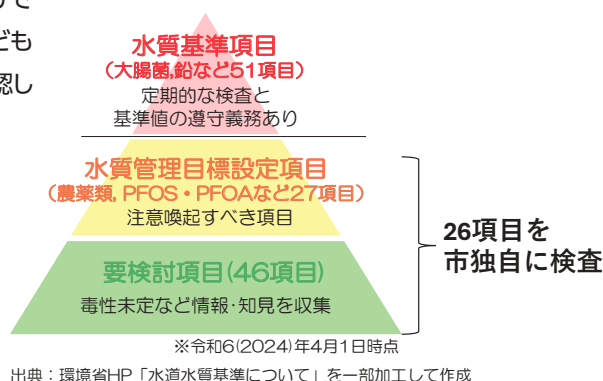 で
ども
認し
水質基準項目
（大腸菌,鉛など51項目）
定期的な検査と
基準値の遵守義務あり
水質管理目標設定項目
（農薬類, PFOS・PFOAなど27項目）
注意喚起すべき項目
26項目を
市独自に検査
要検討項目(46項目)
毒性未定など情報･知見を収集
※令和6(2024)年4月1日時点
出典：環境省HP「水道水質基準について」を一部加工して作成